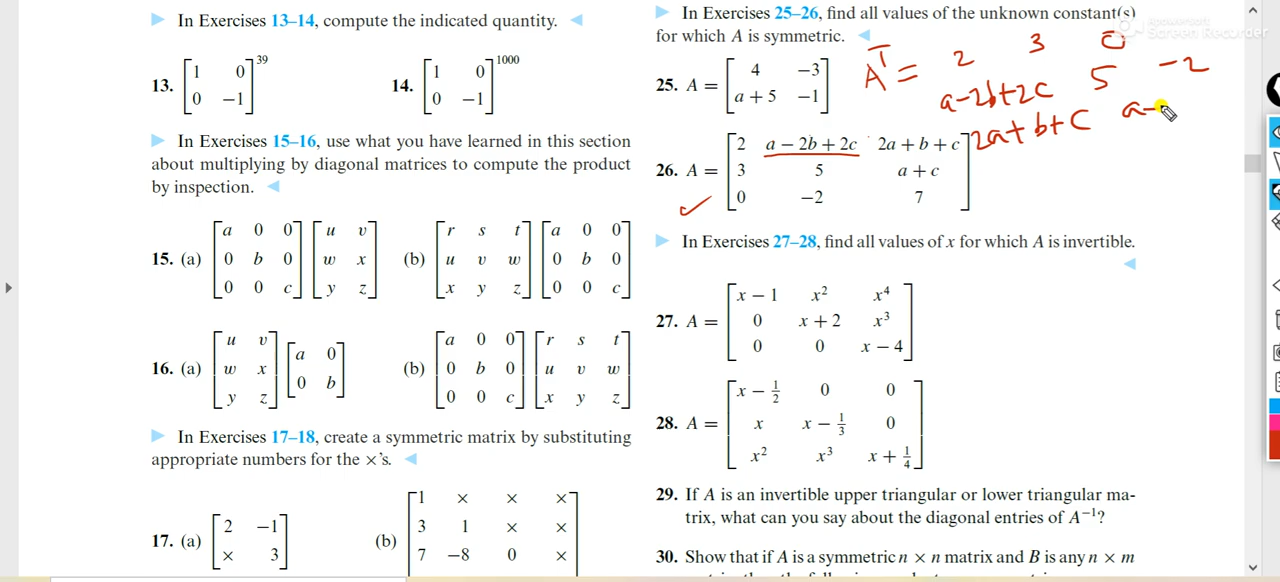 ▶ In Exercises 13–14, compute the indicated quantity. ◀
13. [1 0; 0 −1]^39
14. [1 0; 0 −1]^1000
▶ In Exercises 15–16, use what you have learned in this section
about multiplying by diagonal matrices to compute the product
by inspection. ◀
15. (a) [a 0 0; 0 b 0; 0 0 c] [u v; w x; y z]
(b) [r s t; u v w; x y z] [a 0 0; 0 b 0; 0 0 c]
16. (a) [u v; w x; y z] [a 0; 0 b]
(b) [a 0 0; 0 b 0; 0 0 c] [r s t; u v w; x y z]
▶ In Exercises 17–18, create a symmetric matrix by substituting
appropriate numbers for the ×'s. ◀
17. (a) [2 −1; × 3]
(b) [1 × × ×; 3 1 × ×; 7 −8 0 ×
▶ In Exercises 25–26, find all values of the unknown constant(s)
for which A is symmetric. ◀
25. A = [4 −3; a + 5 −1]
A^T = 2 3 0
a-2b+2c 5 -2
2a+b+c a-
26. A = [2 a − 2b + 2c 2a + b + c; 3 5 a + c; 0 −2 7]
▶ In Exercises 27–28, find all values of x for which A is invertible.
◀
27. A = [x − 1 x² x⁴; 0 x + 2 x³; 0 0 x − 4]
28. A = [x − 1/2 0 0; x x − 1/3 0; x² x³ x + 1/4]
29. If A is an invertible upper triangular or lower triangular ma-
trix, what can you say about the diagonal entries of A⁻¹?
30. Show that if A is a symmetric n × n matrix and B is any n × m
Apowersoft
Screen Recorder